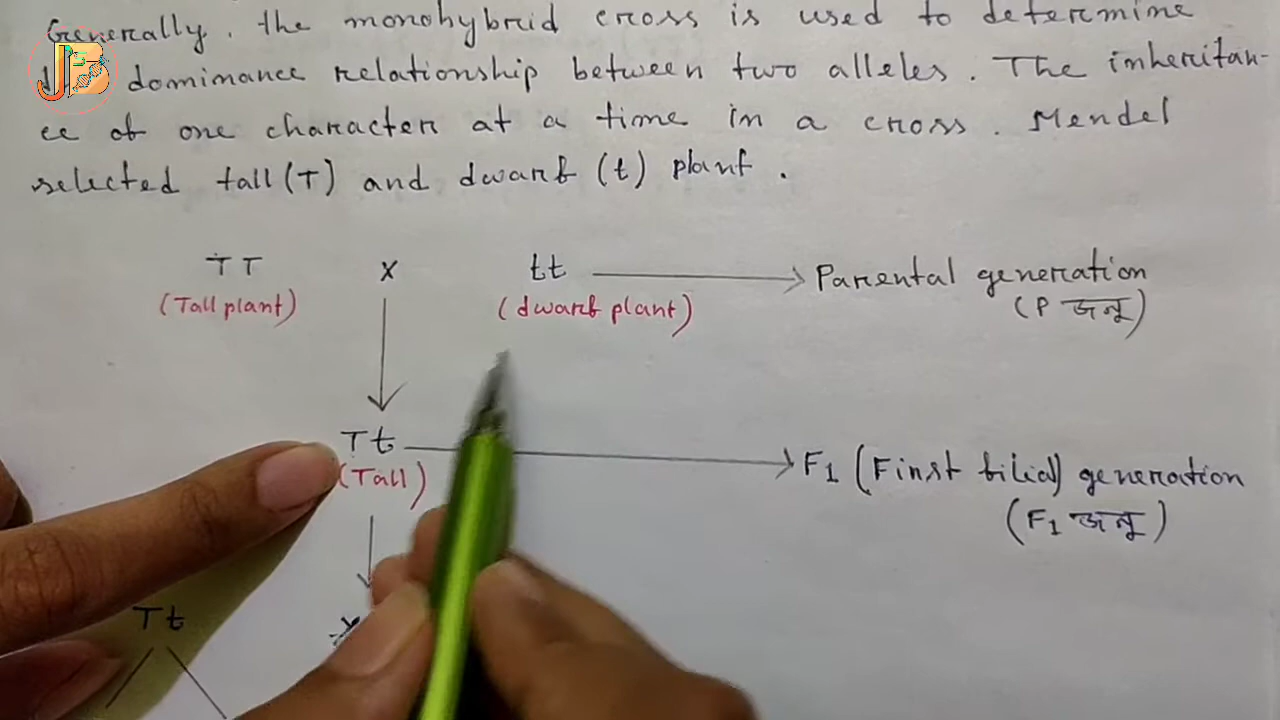 Generally, the monohybrid cross is used to determine
dominance relationship between two alleles. The inheritan-
ce of one character at a time in a cross. Mendel
selected tall (T) and dwarf (t) plant.
TT x tt Parental generation
(Tall plant) (dwarf plant) (P জনু)
Tt F1 (First filial) generation
(Tall) (F1 জনু)
Tt